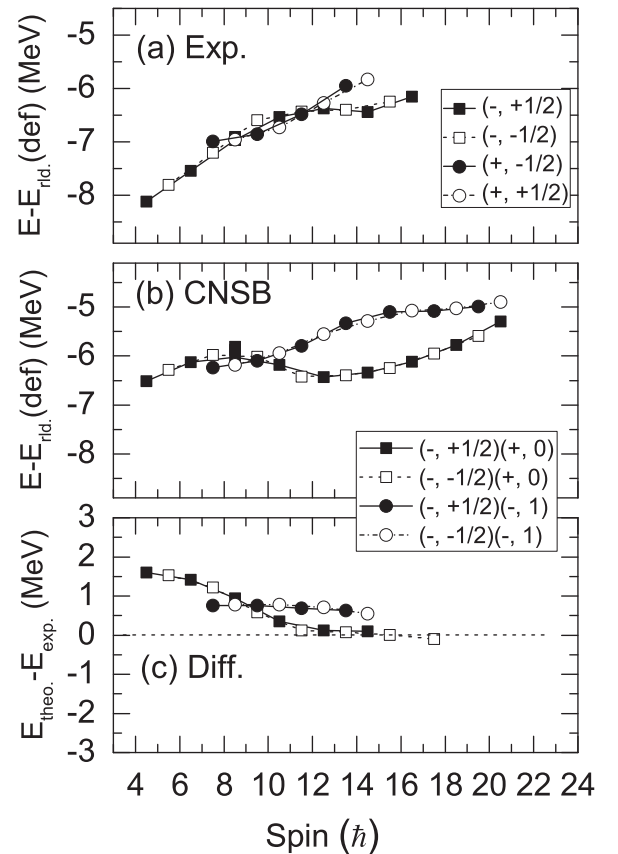 -5
-6
-7
-8
E-E_rld.(def) (MeV)
(a) Exp.
(-, +1/2)
(-, -1/2)
(+, -1/2)
(+, +1/2)
-5
-6
-7
-8
E-E_rld.(def) (MeV)
(b) CNSB
(-, +1/2)(+, 0)
(-, -1/2)(+, 0)
(-, +1/2)(-, 1)
(-, -1/2)(-, 1)
3
2
1
0
-1
-2
-3
E_theo.-E_exp. (MeV)
(c) Diff.
4 6 8 10 12 14 16 18 20 22 24
Spin (ℏ)